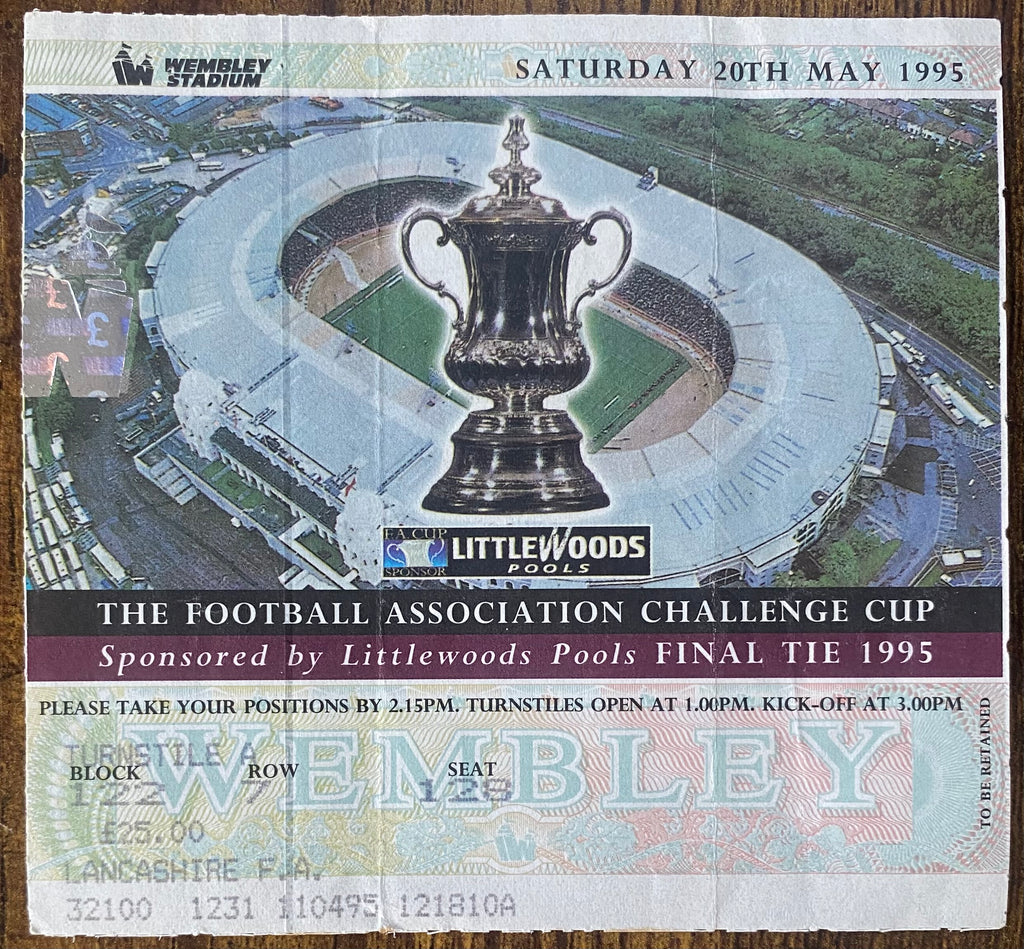 WEMBLEY
STADIUM
SATURDAY 20TH MAY 1995
3
FA CUP
SPONSOR
LITTLEWOODS
POOLS
THE FOOTBALL ASSOCIATION CHALLENGE CUP
Sponsored by Littlewoods Pools FINAL TIE 1995
PLEASE TAKE YOUR POSITIONS BY 2.15PM. TURNSTILES OPEN AT 1.00PM. KICK-OFF AT 3.00PM
TO BE RETAINED
WEMBLEY
TURNSTILE A
BLOCK ROW SEAT
122 7 128
£25.00
LANCASHIRE F.A.
32100 1231 110495 121810A